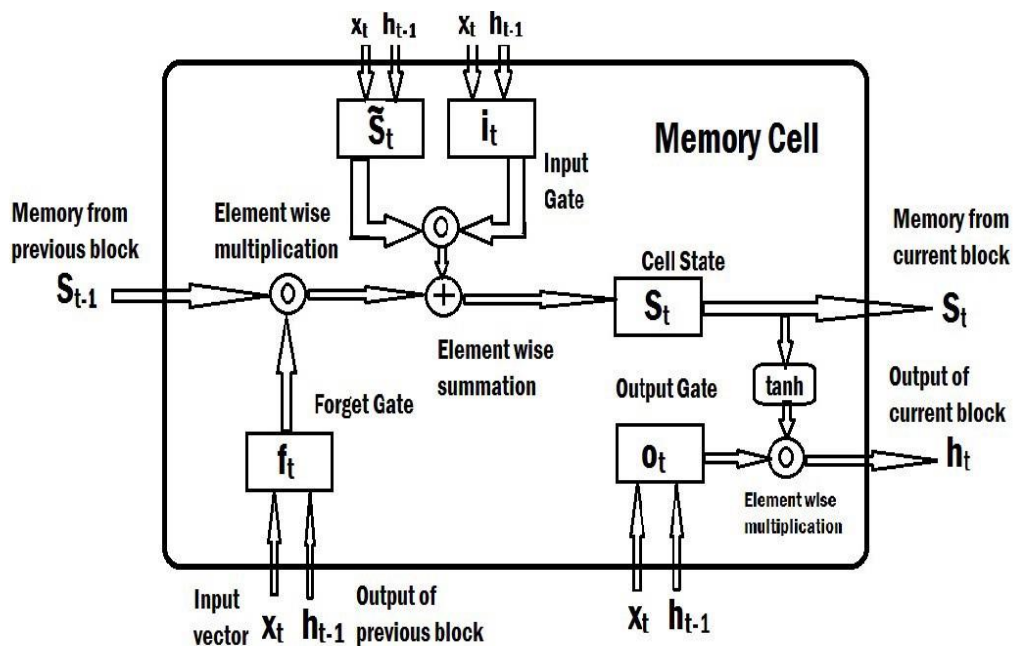 xₜ hₜ₋₁ xₜ hₜ₋₁
S̃ₜ iₜ
Memory Cell
Input
Gate
Memory from
previous block
Sₜ₋₁
Element wise
multiplication
O
O
+
Element wise
summation
Cell State
Sₜ
Memory from
current block
Sₜ
tanh
Forget Gate
fₜ
Output Gate
oₜ
O
Element wise
multiplication
Output of
current block
hₜ
Input
vector xₜ hₜ₋₁
Output of
previous block
xₜ hₜ₋₁